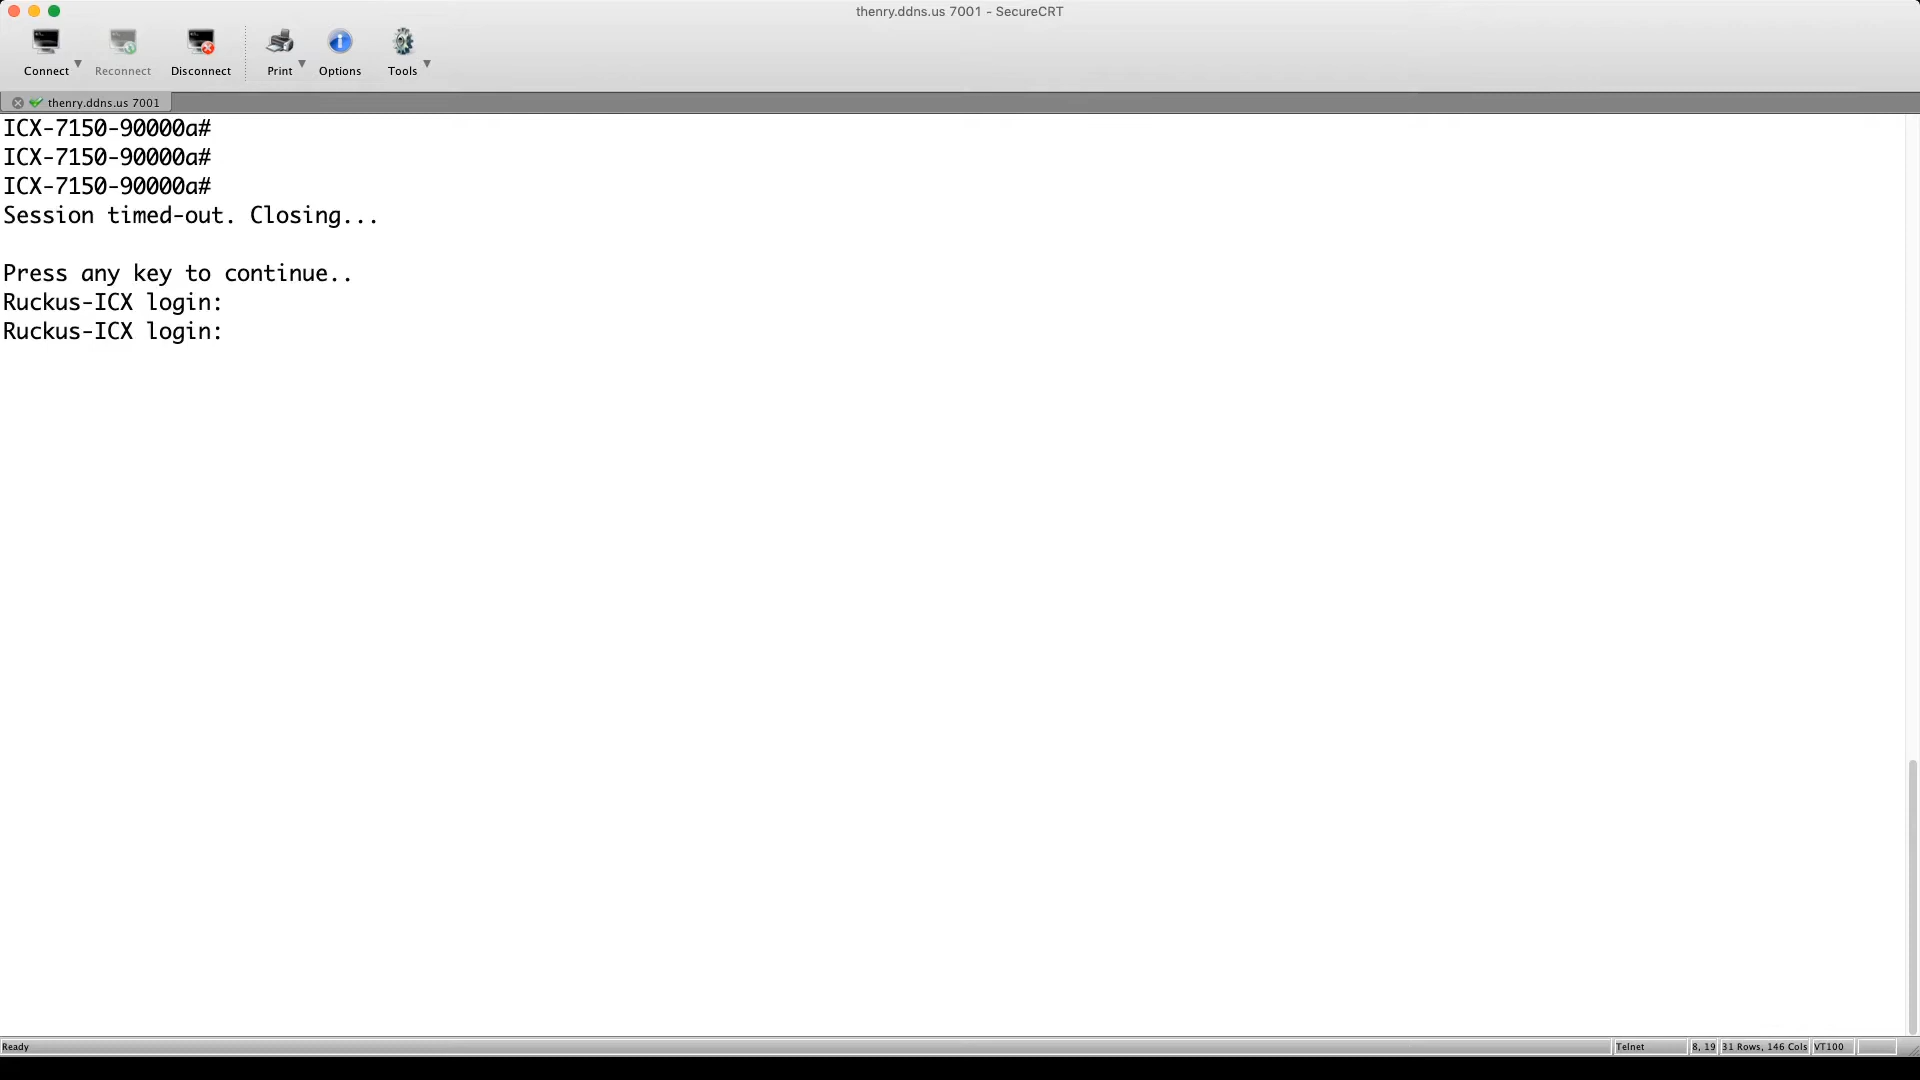 thenry.ddns.us 7001 - SecureCRT
Connect Reconnect Disconnect Print Options Tools
thenry.ddns.us 7001
ICX-7150-90000a#
ICX-7150-90000a#
ICX-7150-90000a#
Session timed-out. Closing...
Press any key to continue..
Ruckus-ICX login:
Ruckus-ICX login:
Ready Telnet 8, 19 31 Rows, 146 Cols VT100